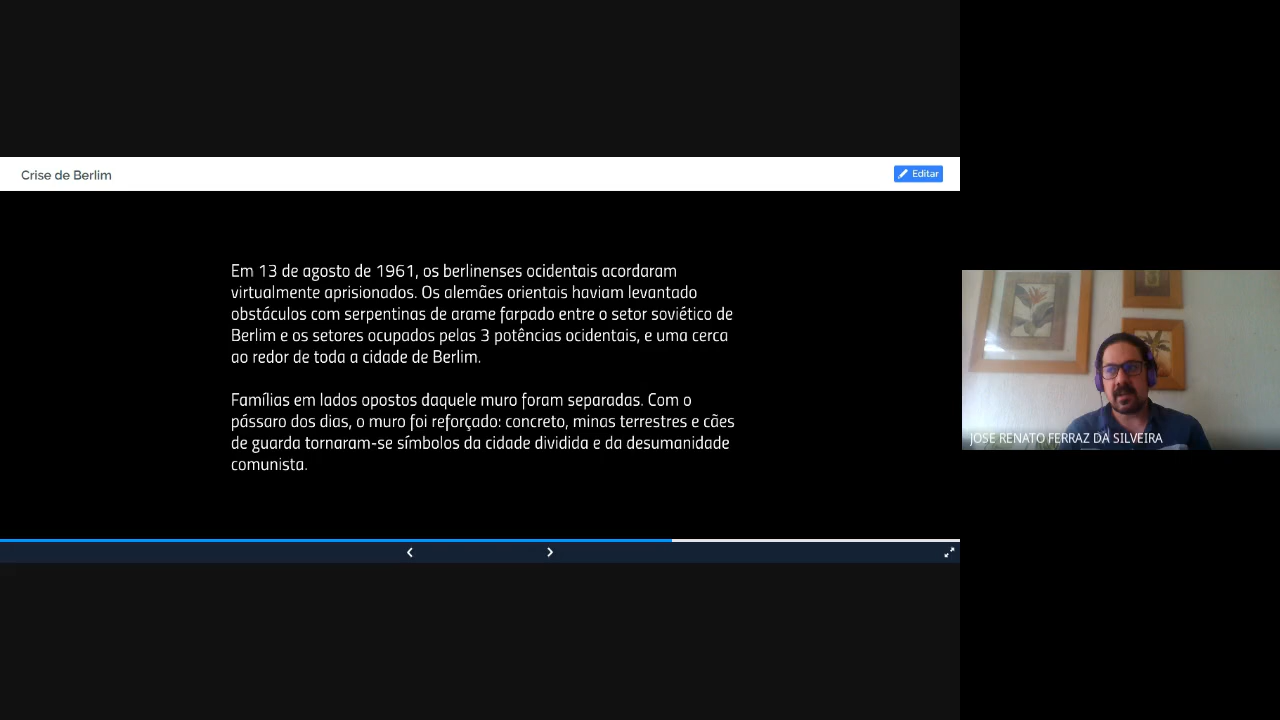 Crise de Berlim
Editar
Em 13 de agosto de 1961, os berlinenses ocidentais acordaram
virtualmente aprisionados. Os alemães orientais haviam levantado
obstáculos com serpentinas de arame farpado entre o setor soviético de
Berlim e os setores ocupados pelas 3 potências ocidentais, e uma cerca
ao redor de toda a cidade de Berlim.
Famílias em lados opostos daquele muro foram separadas. Com o
pássaro dos dias, o muro foi reforçado: concreto, minas terrestres e cães
de guarda tornaram-se símbolos da cidade dividida e da desumanidade
comunista.
JOSE RENATO FERRAZ DA SILVEIRA